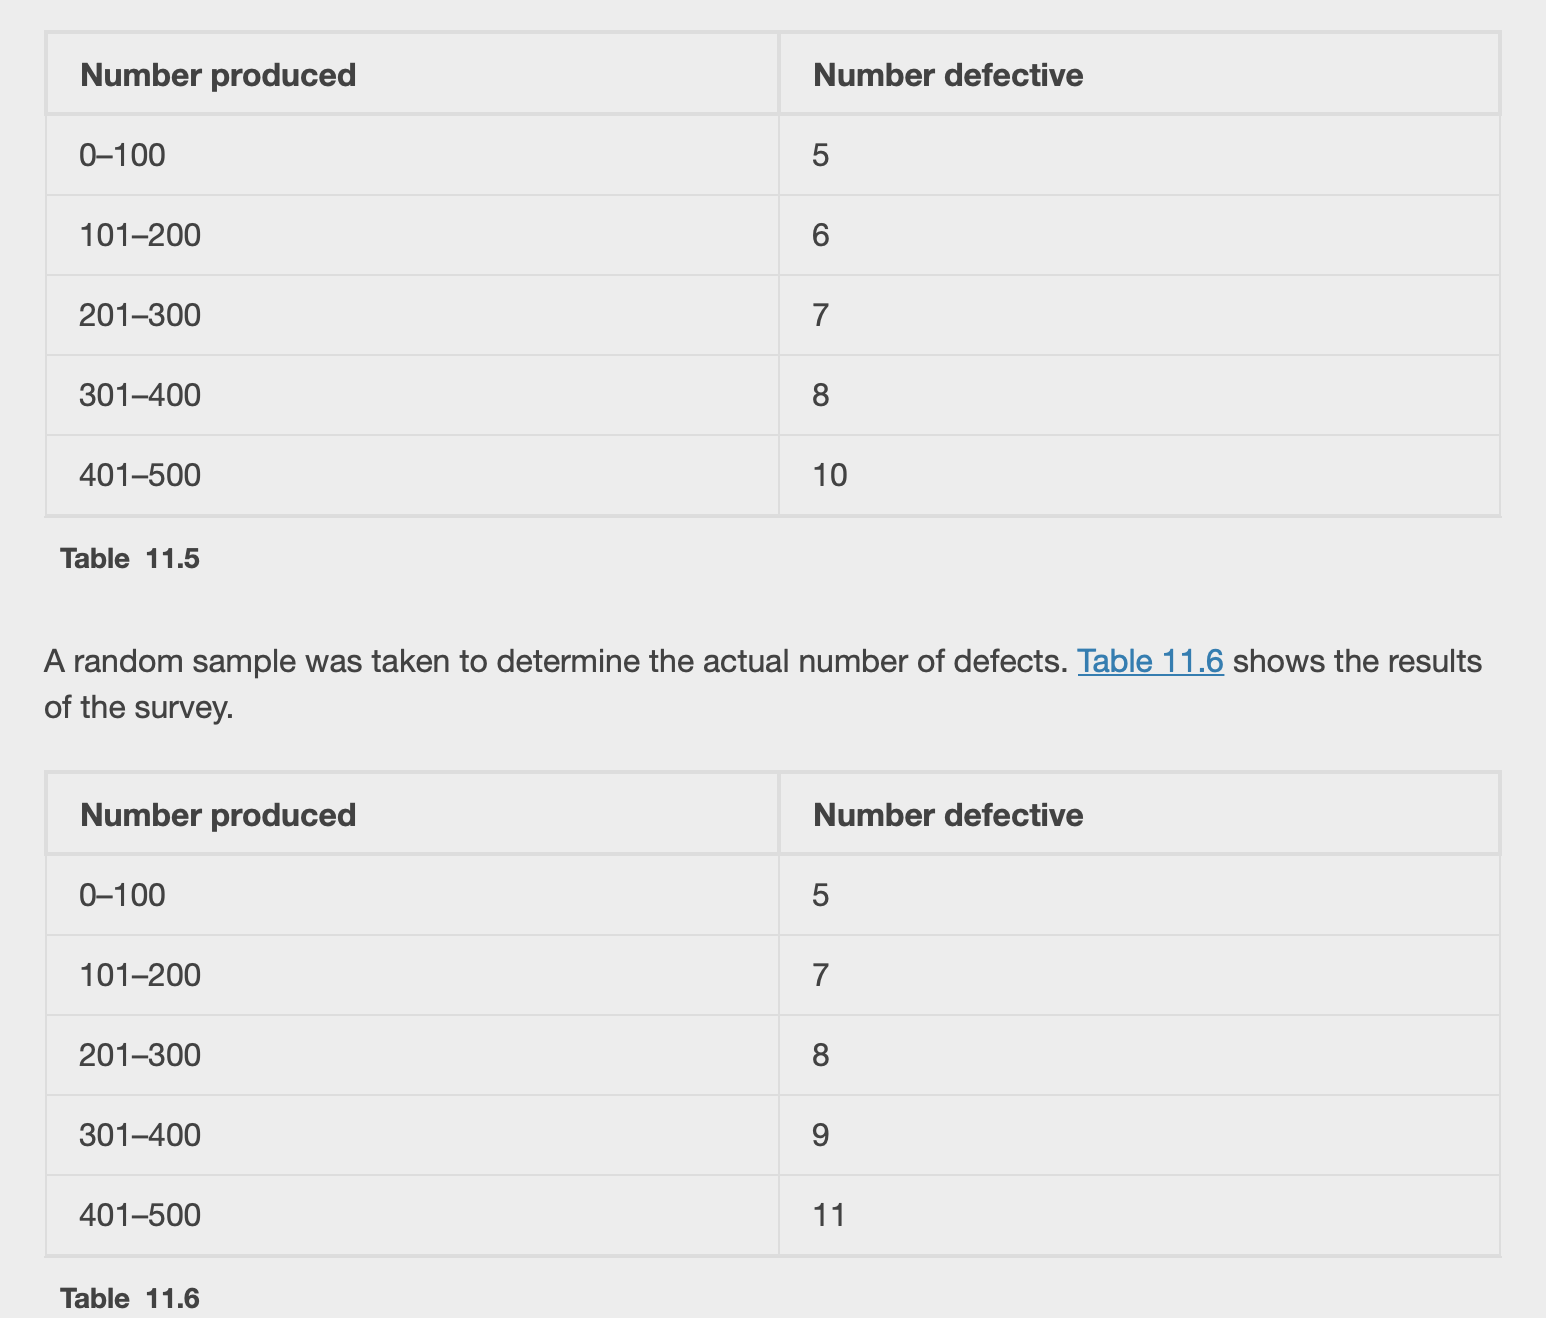 Number produced Number defective
0–100 5
101–200 6
201–300 7
301–400 8
401–500 10
Table 11.5
A random sample was taken to determine the actual number of defects. Table 11.6 shows the results
of the survey.
Number produced Number defective
0–100 5
101–200 7
201–300 8
301–400 9
401–500 11
Table 11.6